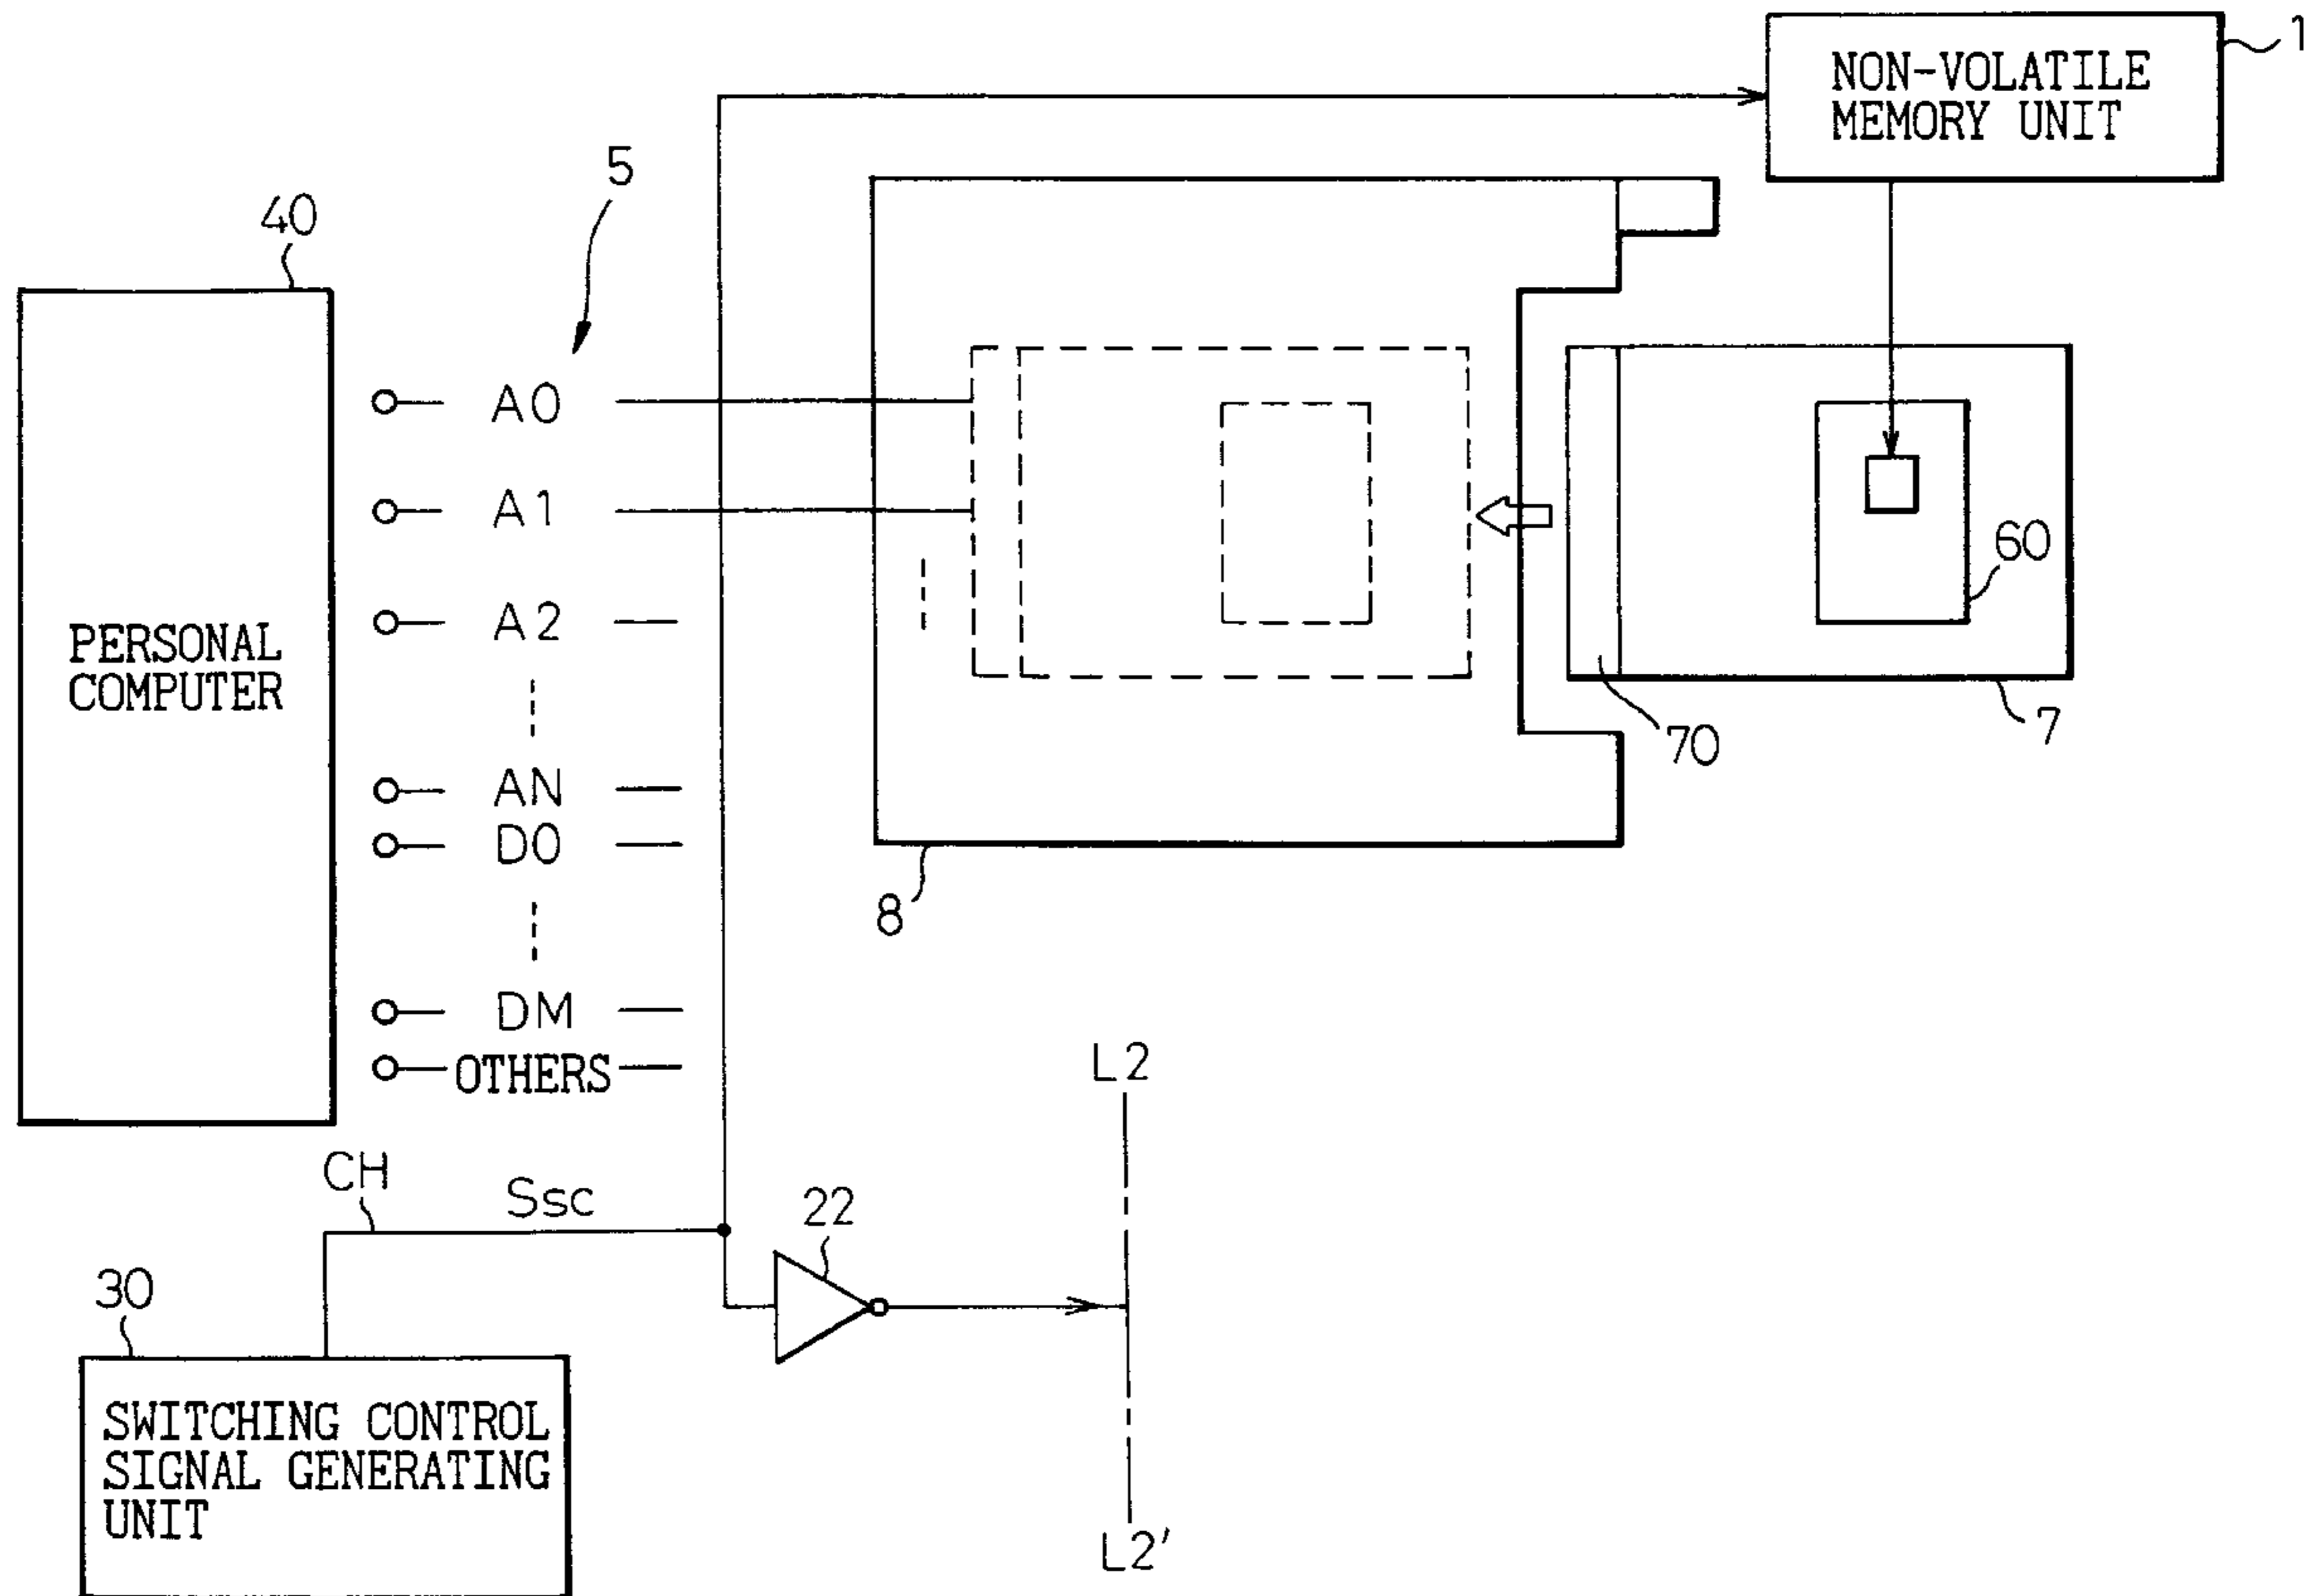 1
NON-VOLATILE
MEMORY UNIT
5
40
PERSONAL
COMPUTER
A0
A1
A2
AN
D0
DM
OTHERS
60
70
7
8
L2
CH
Ssc
22
30
SWITCHING CONTROL
SIGNAL GENERATING
UNIT
L2'